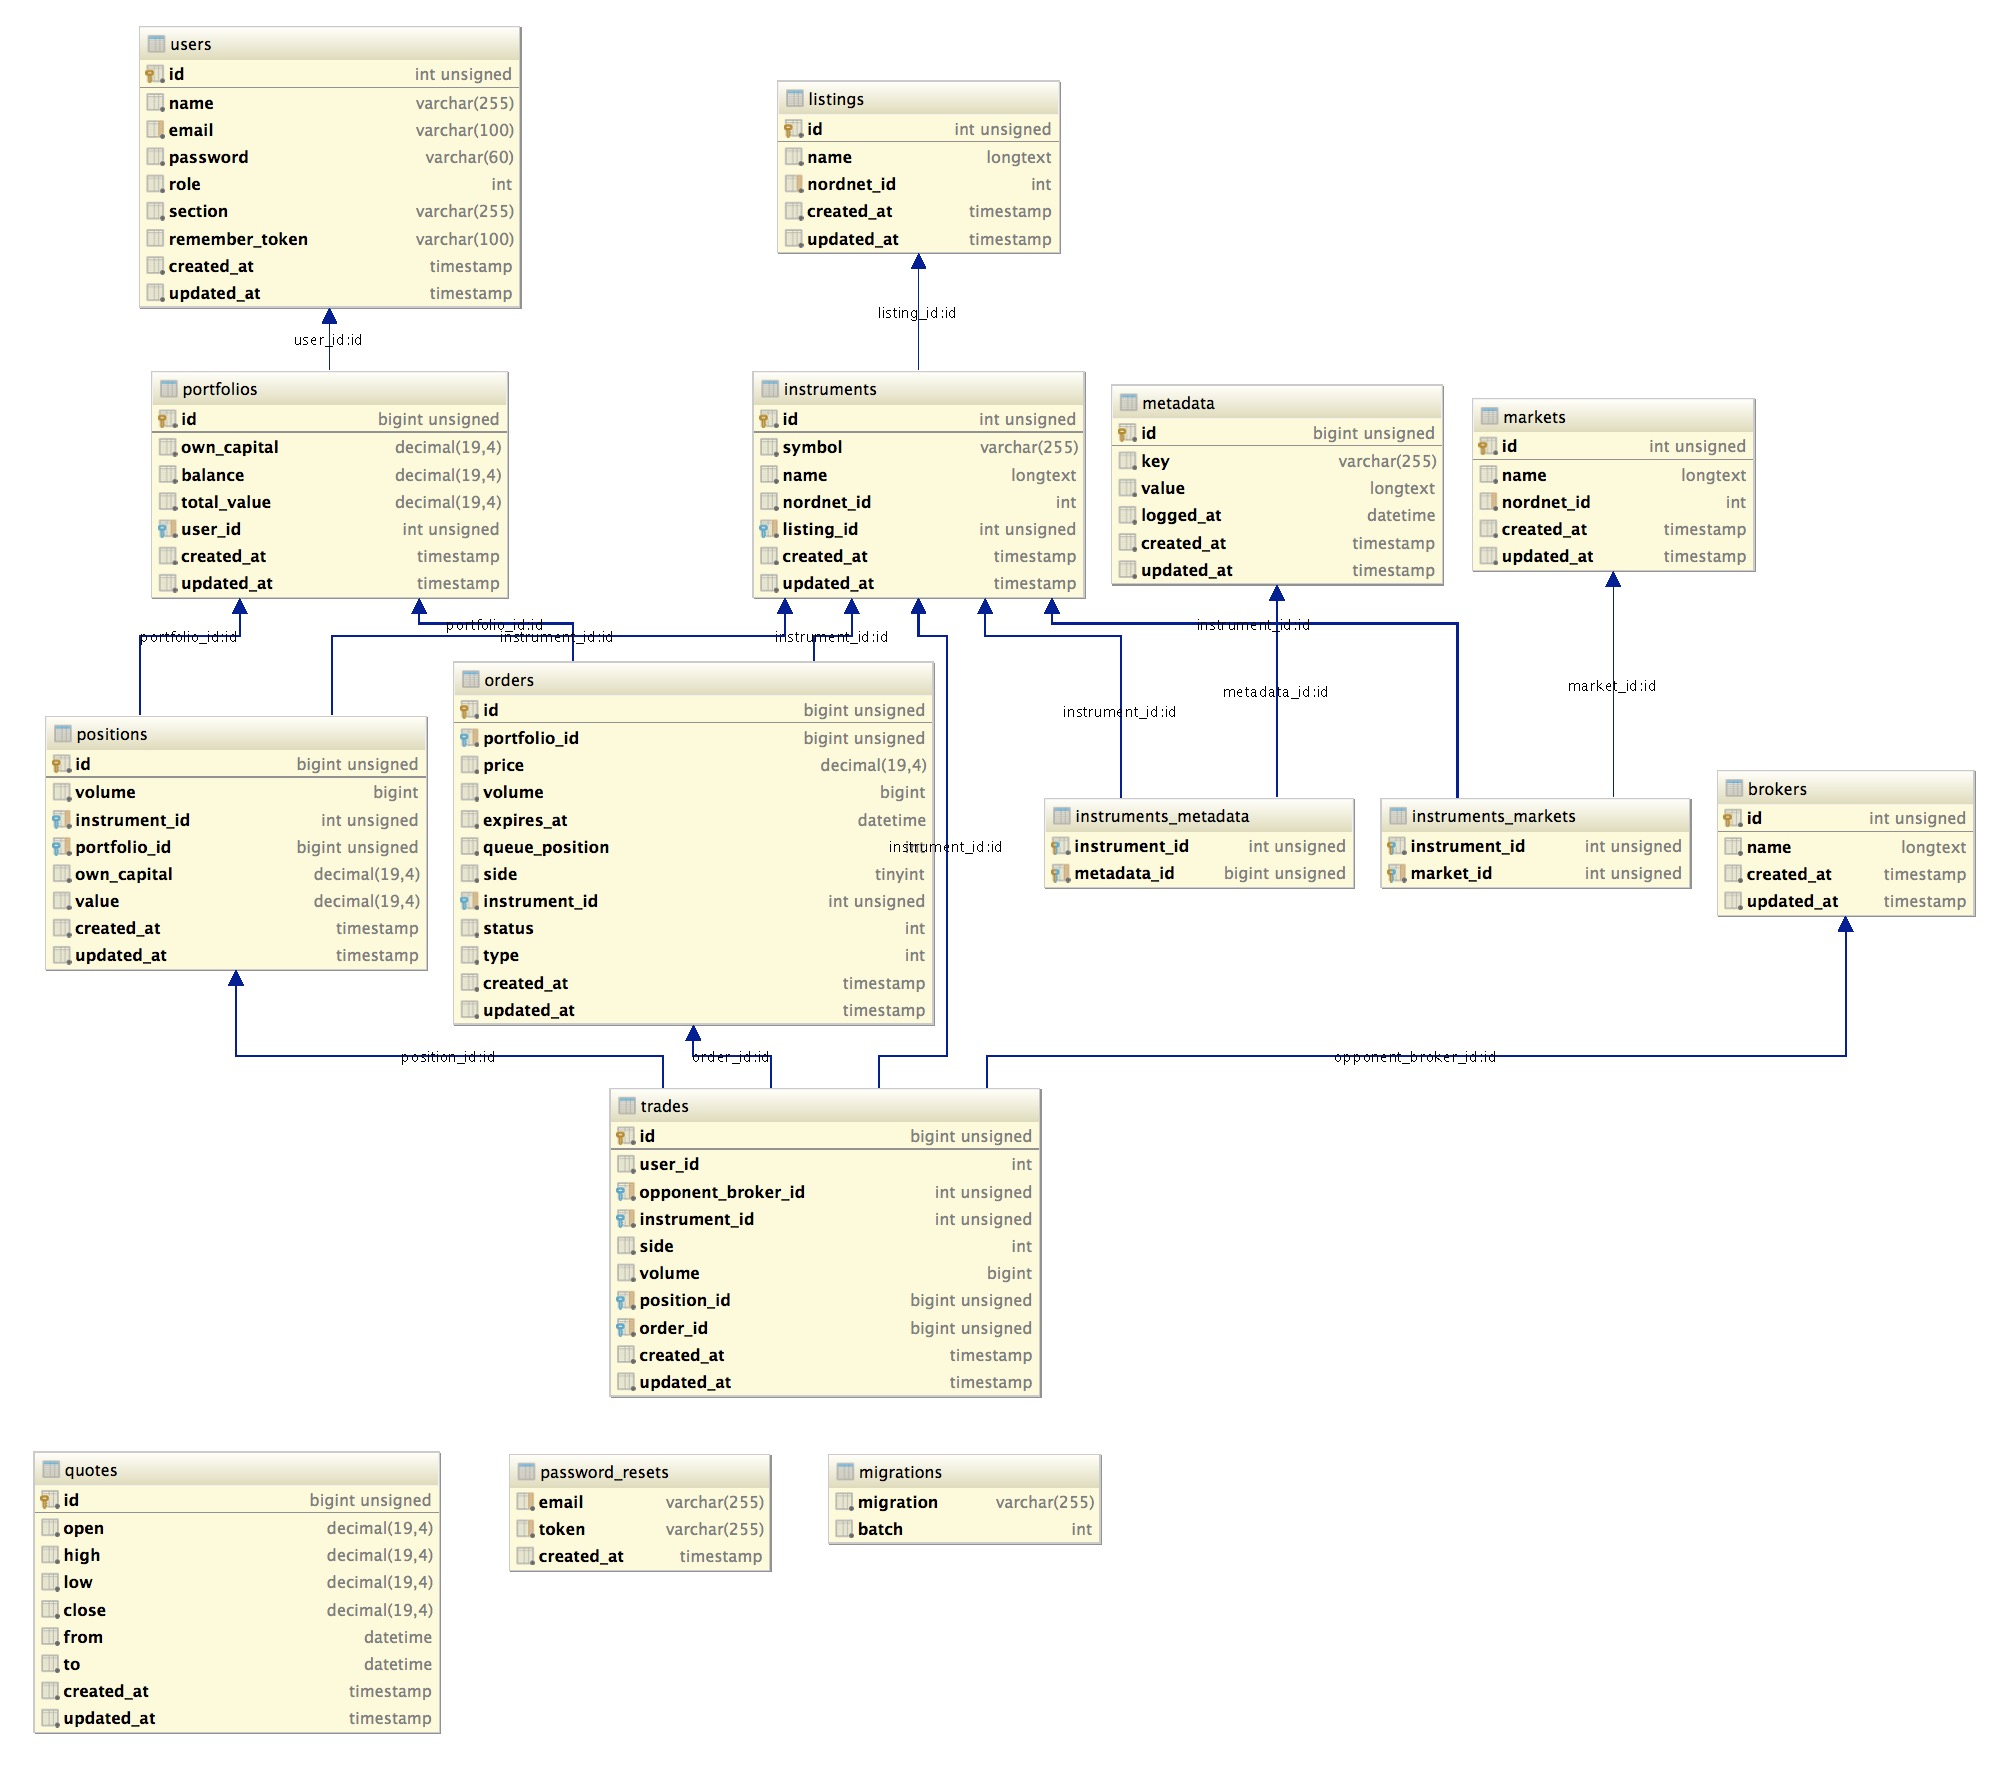 users
id int unsigned
name varchar(255)
email varchar(100)
password varchar(60)
role int
section varchar(255)
remember_token varchar(100)
created_at timestamp
updated_at timestamp
listings
id int unsigned
name longtext
nordnet_id int
created_at timestamp
updated_at timestamp
user_id:id
listing_id:id
portfolios
id bigint unsigned
own_capital decimal(19,4)
balance decimal(19,4)
total_value decimal(19,4)
user_id int unsigned
created_at timestamp
updated_at timestamp
instruments
id int unsigned
symbol varchar(255)
name longtext
nordnet_id int
listing_id int unsigned
created_at timestamp
updated_at timestamp
metadata
id bigint unsigned
key varchar(255)
value longtext
logged_at datetime
created_at timestamp
updated_at timestamp
markets
id int unsigned
name longtext
nordnet_id int
created_at timestamp
updated_at timestamp
portfolio_id:id
portfolio_id:id
instrument_id:id
instrument_id:id
instrument_id:id
instrument_id:id
metadata_id:id
market_id:id
positions
id bigint unsigned
volume bigint
instrument_id int unsigned
portfolio_id bigint unsigned
own_capital decimal(19,4)
value decimal(19,4)
created_at timestamp
updated_at timestamp
orders
id bigint unsigned
portfolio_id bigint unsigned
price decimal(19,4)
volume bigint
expires_at datetime
queue_position
side tinyint
instrument_id int unsigned
status int
type int
created_at timestamp
updated_at timestamp
instrument_id:id
instruments_metadata
instrument_id int unsigned
metadata_id bigint unsigned
instruments_markets
instrument_id int unsigned
market_id int unsigned
brokers
id int unsigned
name longtext
created_at timestamp
updated_at timestamp
position_id:id
order_id:id
opponent_broker_id:id
trades
id bigint unsigned
user_id int
opponent_broker_id int unsigned
instrument_id int unsigned
side int
volume bigint
position_id bigint unsigned
order_id bigint unsigned
created_at timestamp
updated_at timestamp
quotes
id bigint unsigned
open decimal(19,4)
high decimal(19,4)
low decimal(19,4)
close decimal(19,4)
from datetime
to datetime
created_at timestamp
updated_at timestamp
password_resets
email varchar(255)
token varchar(255)
created_at timestamp
migrations
migration varchar(255)
batch int